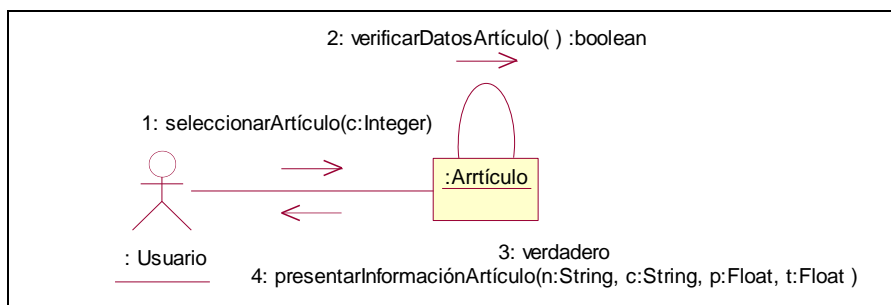 2: verificarDatosArtículo( ) :boolean
1: seleccionarArtículo(c:Integer)
:Arrtículo
: Usuario
3: verdadero
4: presentarInformaciónArtículo(n:String, c:String, p:Float, t:Float )